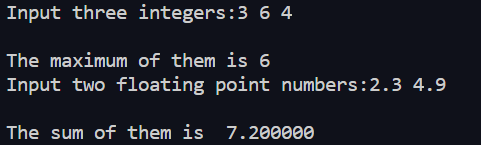 Input three integers:3 6 4
The maximum of them is 6
Input two floating point numbers:2.3 4.9
The sum of them is  7.200000